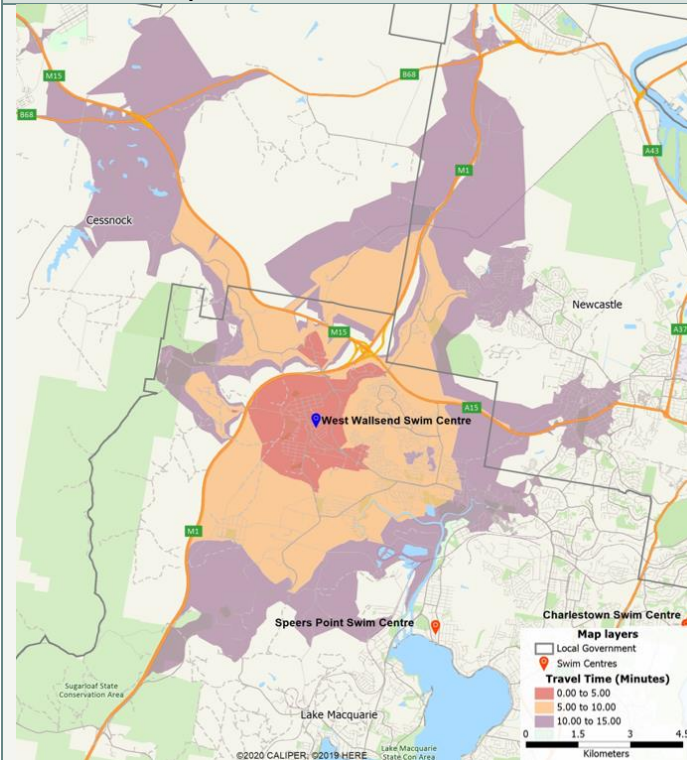 M15
B68
B68
A43
M1
Cessnock
Newcastle
M15
A37
West Wallsend Swim Centre
A15
M1
Speers Point Swim Centre
Charlestown Swim Centre
Map layers
Local Government
Swim Centres
Travel Time (Minutes)
0.00 to 5.00
5.00 to 10.00
10.00 to 15.00
0 1.5 3 4.5
Kilometers
Sugarloaf State
Conservation Area
Lake Macquarie
Lake Macquarie
State Con Area
©2020 CALIPER; ©2019 HERE